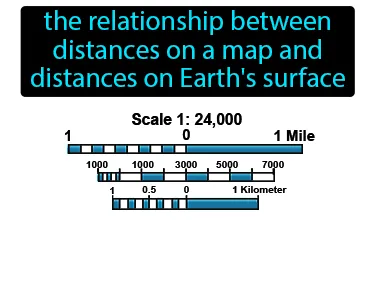 the relationship between
distances on a map and
distances on Earth's surface
Scale 1: 24,000
1 0 1 Mile
1000 1000 3000 5000 7000
1 0.5 0 1 Kilometer